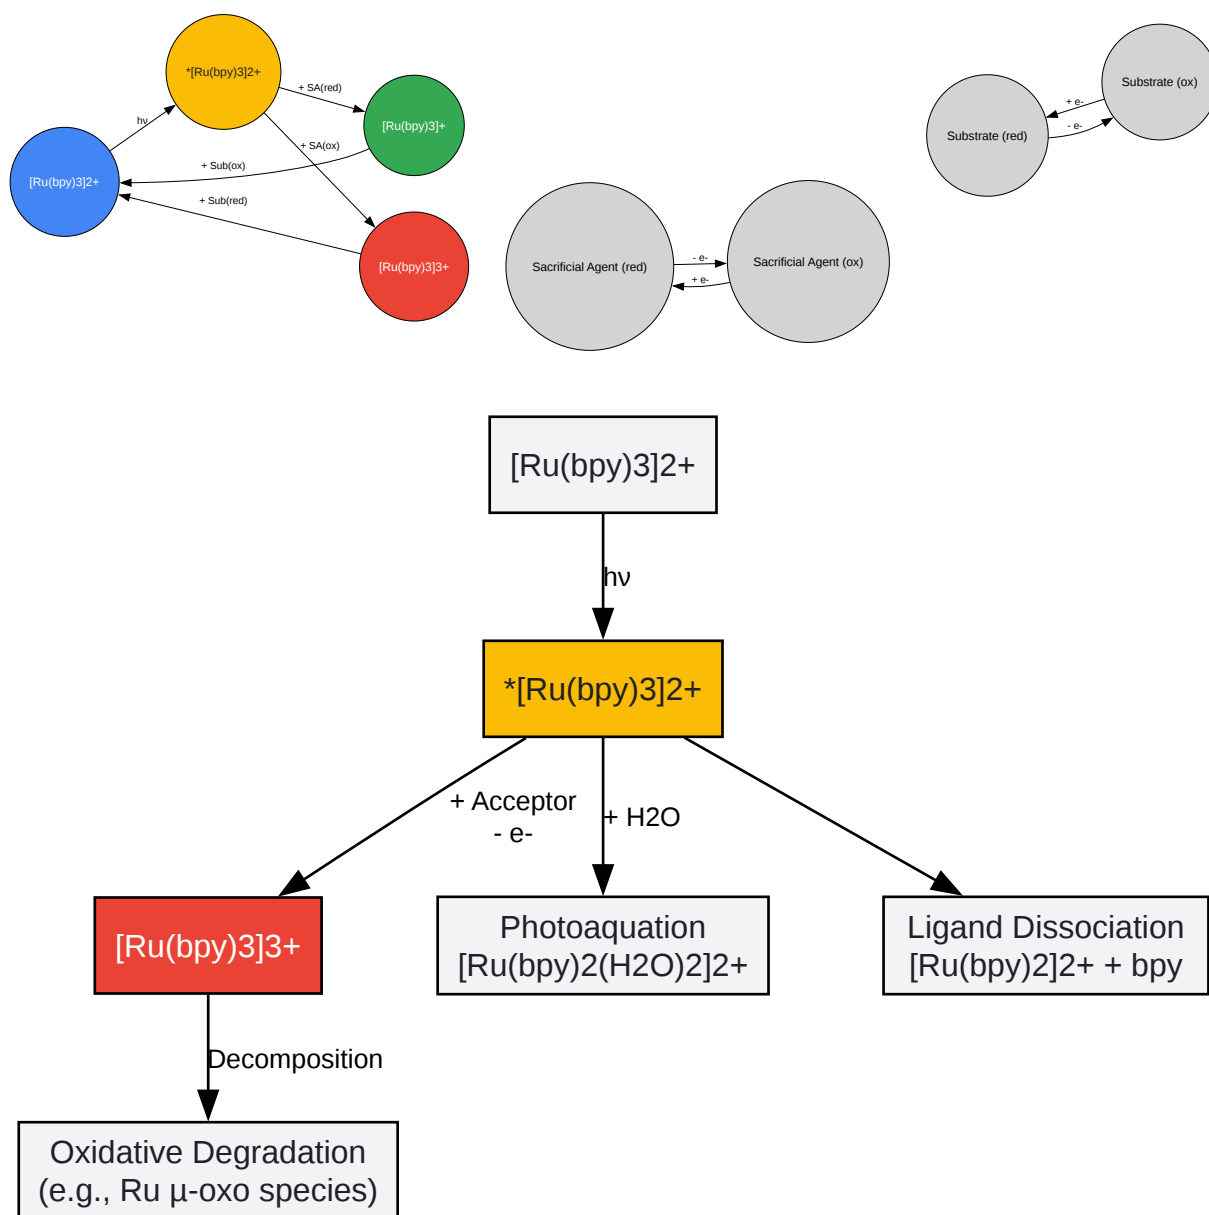 *[Ru(bpy)3]2+
+ SA(red)
hν
[Ru(bpy)3]+
+ SA(ox)
+ Sub(ox)
[Ru(bpy)3]2+
+ Sub(red)
[Ru(bpy)3]3+
Sacrificial Agent (red)
- e-
+ e-
Sacrificial Agent (ox)
Substrate (red)
+ e-
- e-
Substrate (ox)
[Ru(bpy)3]2+
hν
*[Ru(bpy)3]2+
+ Acceptor
- e-
+ H2O
[Ru(bpy)3]3+
Photoaquation
[Ru(bpy)2(H2O)2]2+
Ligand Dissociation
[Ru(bpy)2]2+ + bpy
Decomposition
Oxidative Degradation
(e.g., Ru µ-oxo species)